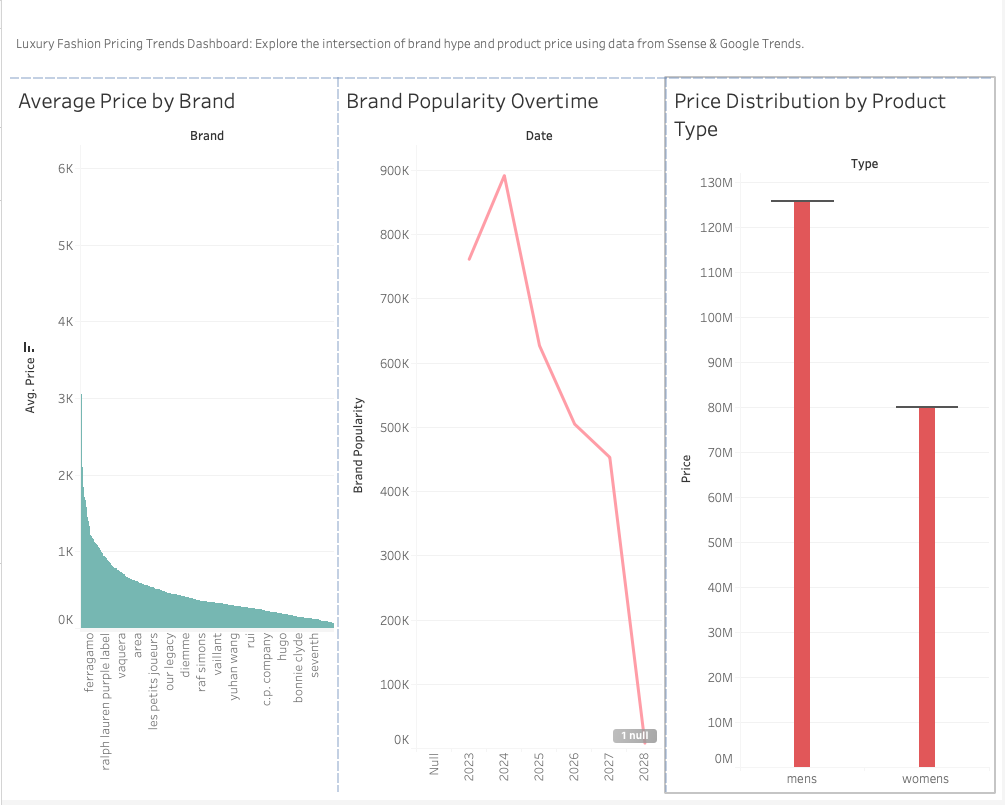 Luxury Fashion Pricing Trends Dashboard: Explore the intersection of brand hype and product price using data from Ssense & Google Trends.
Average Price by Brand
Brand
6K
5K
4K
3K
2K
1K
0K
Avg. Price
ferragamo
ralph lauren purple label
vaquera
area
les petits joueurs
our legacy
diemme
raf simons
vaillant
yuhan wang
rui
c.p. company
hugo
bonnie clyde
seventh
Brand Popularity Overtime
Date
900K
800K
700K
600K
500K
400K
300K
200K
100K
0K
Brand Popularity
1 null
Null
2023
2024
2025
2026
2027
2028
Price Distribution by Product
Type
Type
130M
120M
110M
100M
90M
80M
70M
60M
50M
40M
30M
20M
10M
0M
Price
mens
womens